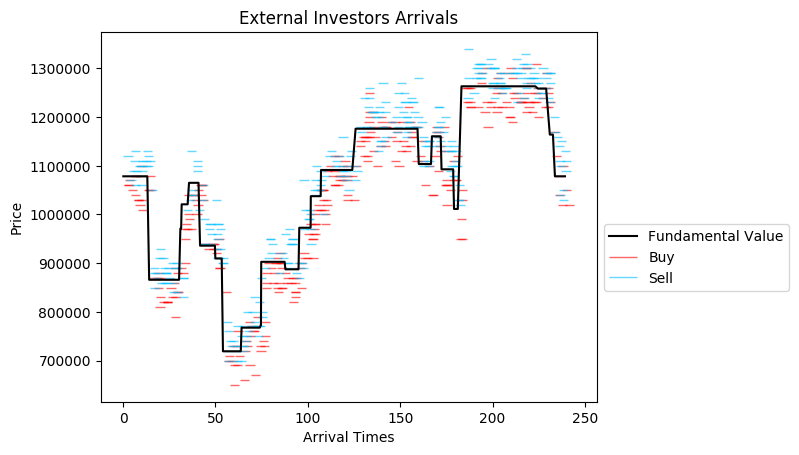 External Investors Arrivals
1300000
1200000
1100000
1000000
900000
800000
700000
Price
0
50
100
150
200
250
Arrival Times
Fundamental Value
Buy
Sell